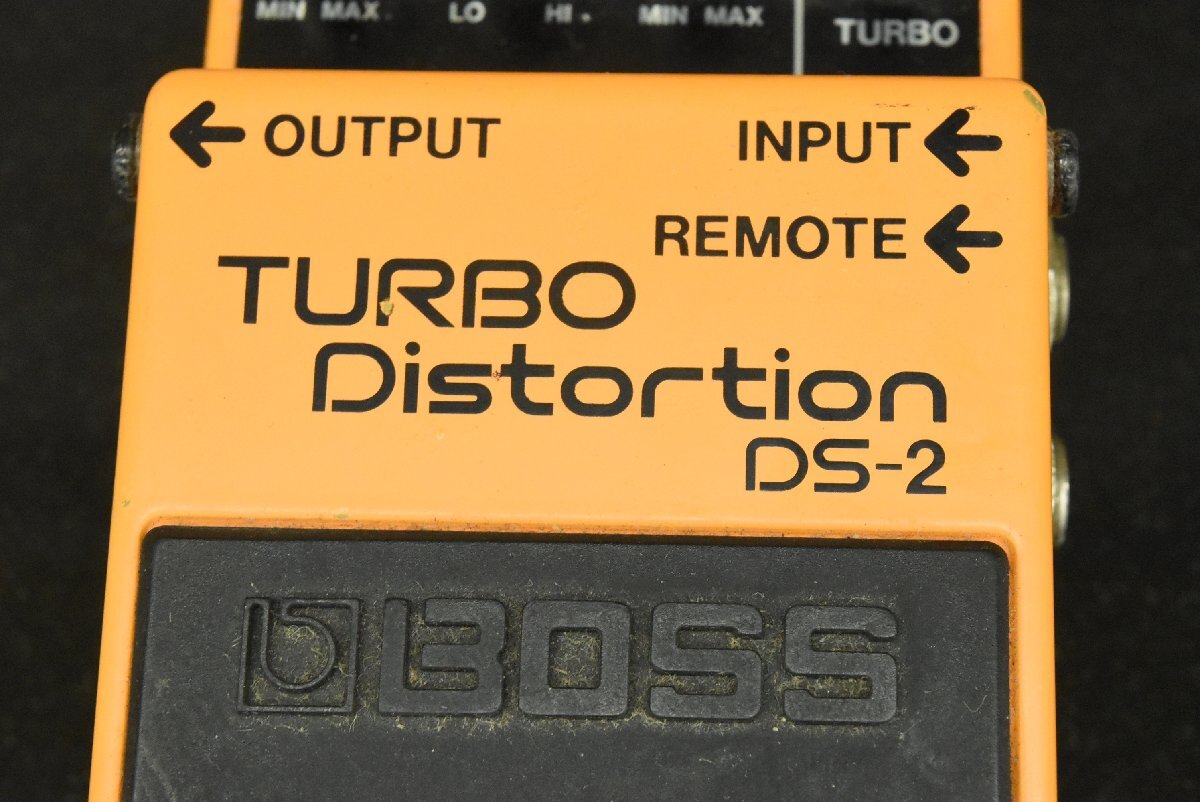 MIN MAX LO HI MIN MAX
TURBO
OUTPUT INPUT
REMOTE
TURBO
Distortion
DS-2
BOSS